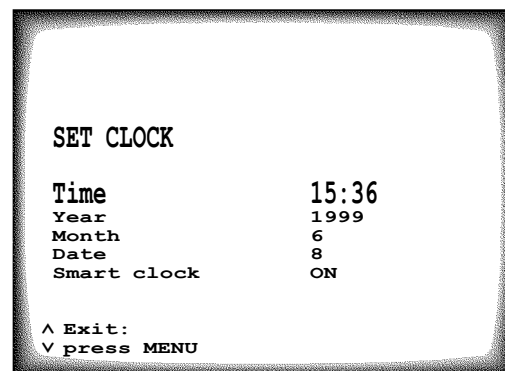 SET CLOCK
Time 15:36
Year 1999
Month 6
Date 8
Smart clock ON
∧ Exit:
∨ press MENU